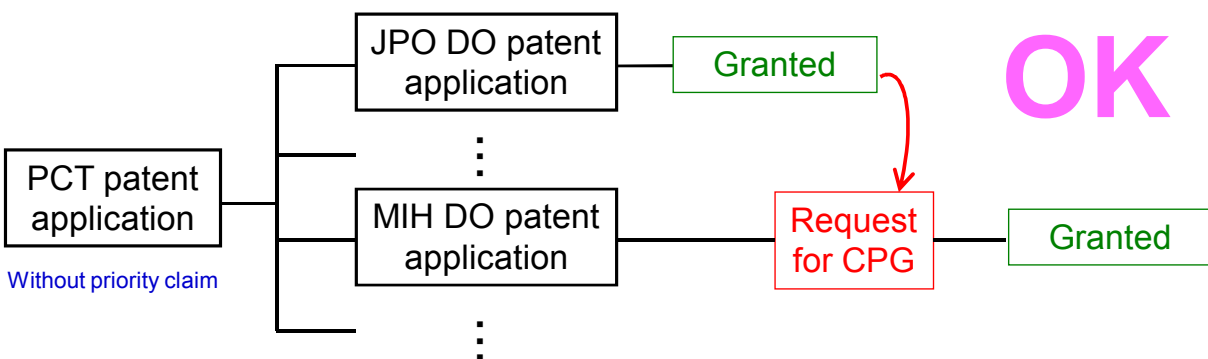 JPO DO patent
application
Granted
OK
⋮
PCT patent
application
Without priority claim
MIH DO patent
application
Request
for CPG
Granted
⋮